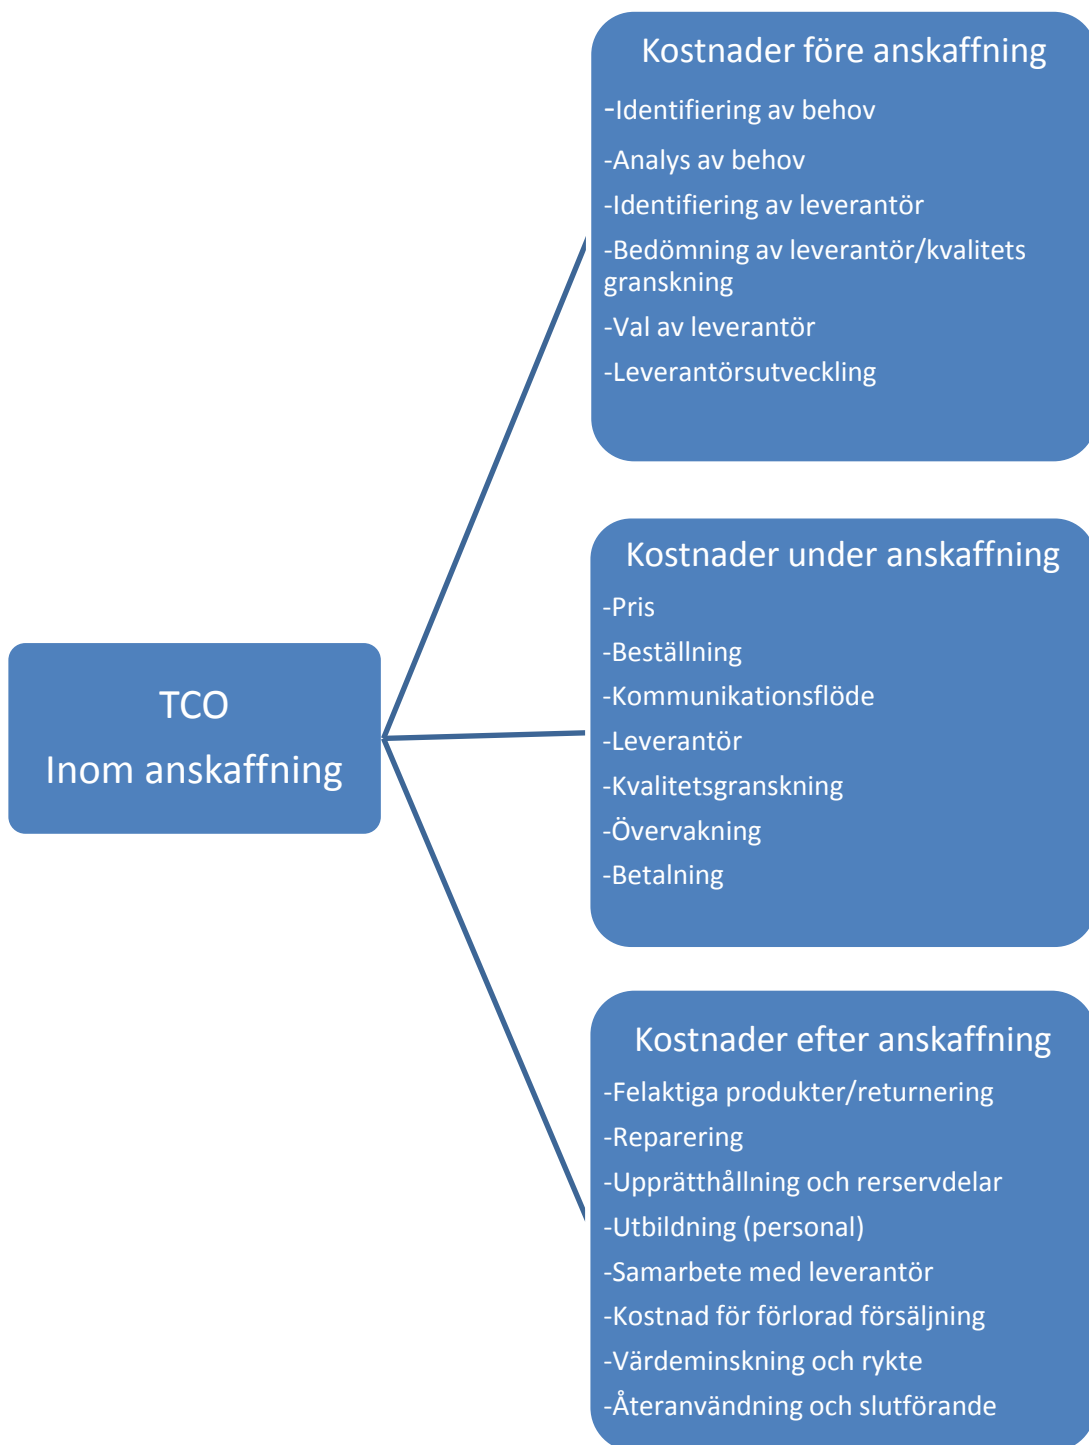 TCO
Inom anskaffning
Kostnader före anskaffning
-Identifiering av behov
-Analys av behov
-Identifiering av leverantör
-Bedömning av leverantör/kvalitets
granskning
-Val av leverantör
-Leverantörsutveckling
Kostnader under anskaffning
-Pris
-Beställning
-Kommunikationsflöde
-Leverantör
-Kvalitetsgranskning
-Övervakning
-Betalning
Kostnader efter anskaffning
-Felaktiga produkter/returnering
-Reparering
-Upprätthållning och rerservdelar
-Utbildning (personal)
-Samarbete med leverantör
-Kostnad för förlorad försäljning
-Värdeminskning och rykte
-Återanvändning och slutförande